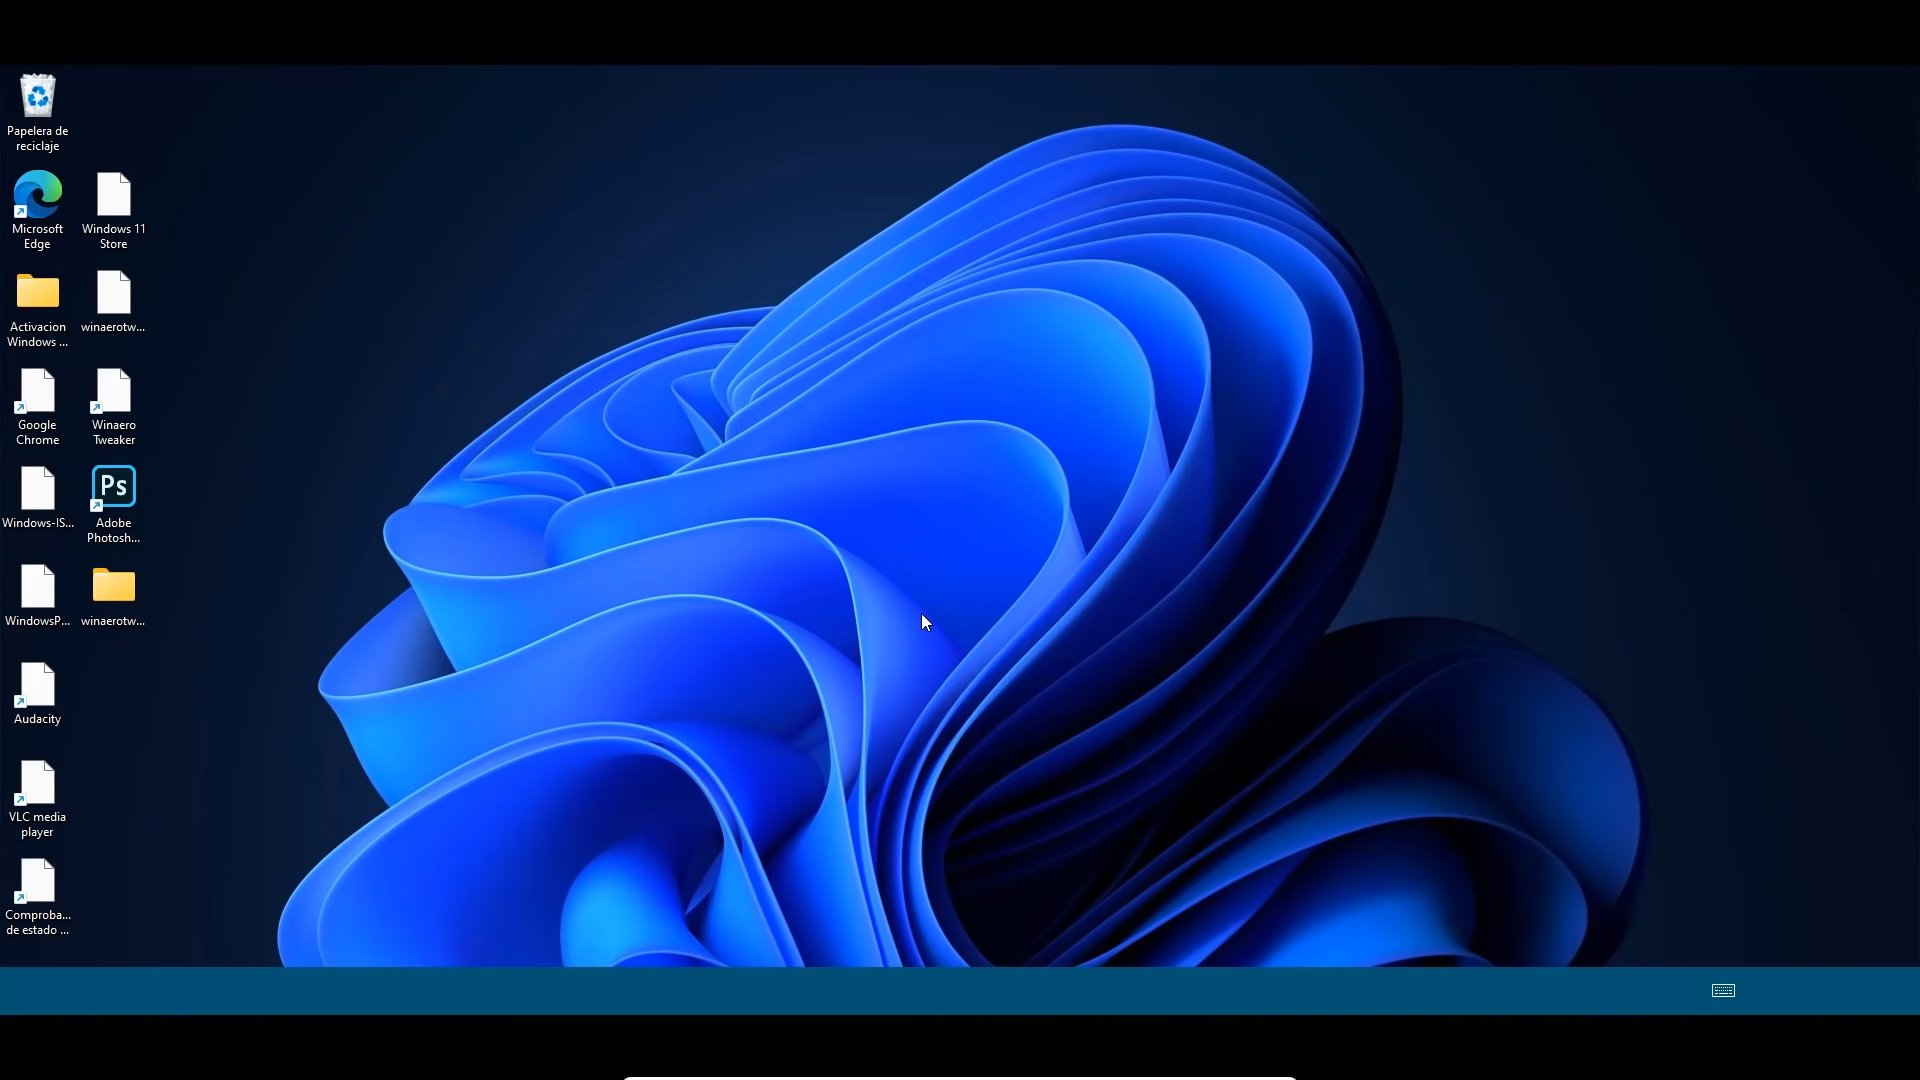 Papelera de
reciclaje
Microsoft
Edge
Windows 11
Store
Activacion
Windows ...
winaerotw...
Google
Chrome
Winaero
Tweaker
Windows-IS...
Ps
Adobe
Photosh...
WindowsP...
winaerotw...
Audacity
VLC media
player
Comproba...
de estado ...